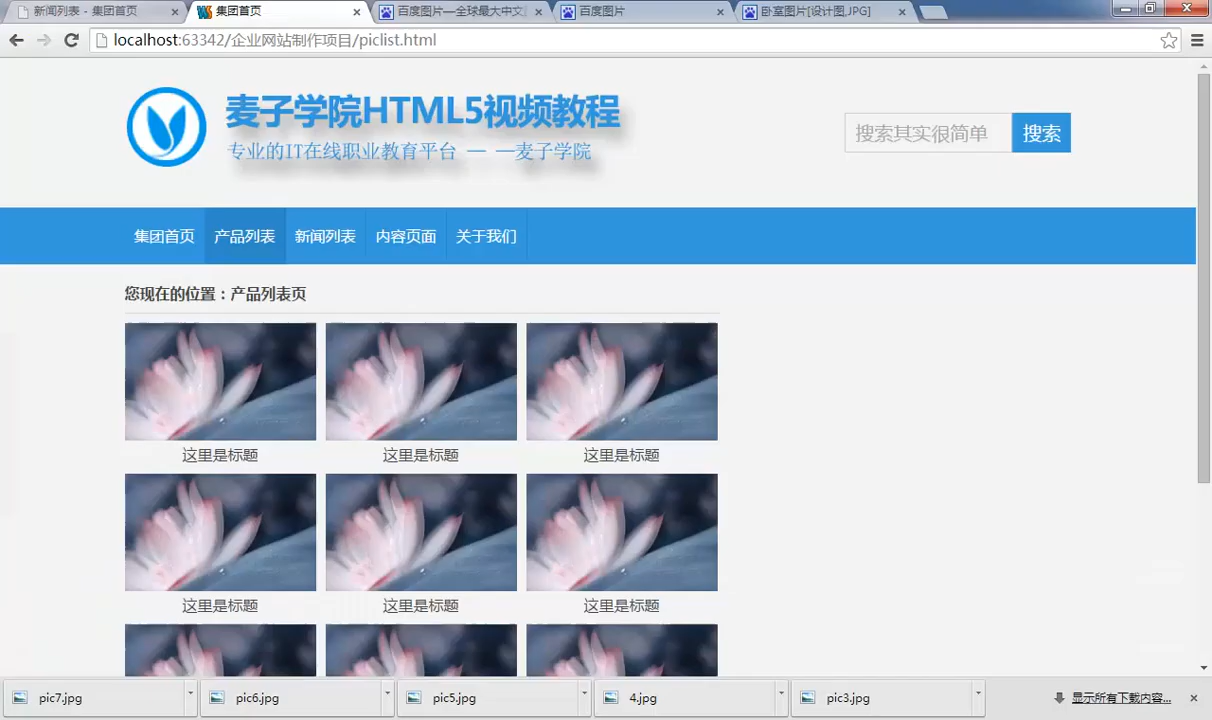 新闻列表 - 集团首页
集团首页
百度图片—全球最大中文
百度图片
卧室图片[设计图.JPG]
localhost:63342/企业网站制作项目/piclist.html
麦子学院HTML5视频教程
专业的IT在线职业教育平台 — —麦子学院
搜索其实很简单
搜索
集团首页
产品列表
新闻列表
内容页面
关于我们
您现在的位置：产品列表页
这里是标题
这里是标题
这里是标题
这里是标题
这里是标题
这里是标题
pic7.jpg
pic6.jpg
pic5.jpg
4.jpg
pic3.jpg
显示所有下载内容...